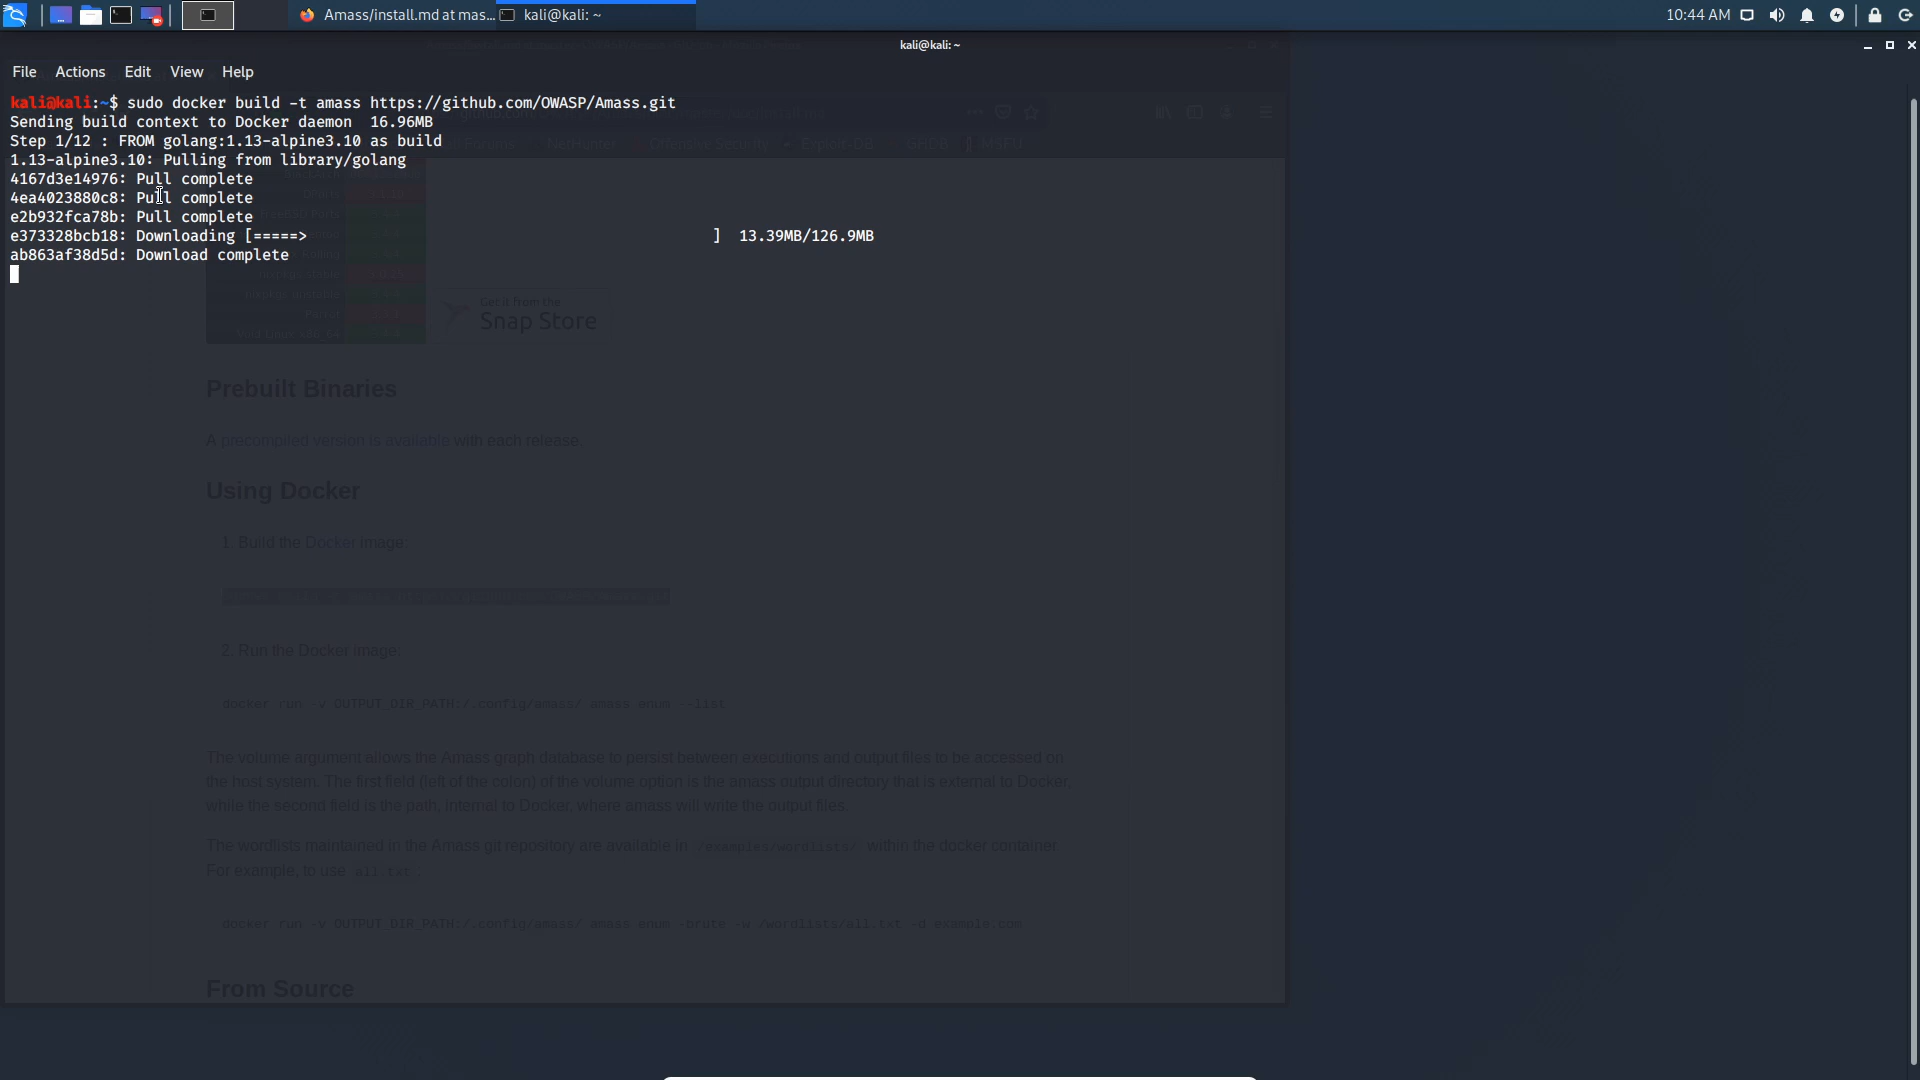 Amass/install.md at mas...
kali@kali: ~
10:44 AM
kali@kali: ~
File Actions Edit View Help
kali@kali:~$ sudo docker build -t amass https://github.com/OWASP/Amass.git
Sending build context to Docker daemon  16.96MB
Step 1/12 : FROM golang:1.13-alpine3.10 as build
1.13-alpine3.10: Pulling from library/golang
4167d3e14976: Pull complete
4ea4023880c8: Pull complete
e2b932fca78b: Pull complete
e373328bcb18: Downloading [=====>                                             ]  13.39MB/126.9MB
ab863af38d5d: Download complete
Get it from the
Snap Store
Prebuilt Binaries
A precompiled version is available with each release.
Using Docker
1. Build the Docker image:
2. Run the Docker image:
docker run -v OUTPUT_DIR_PATH:/.config/amass/ amass enum --list
The volume argument allows the Amass graph database to persist between executions and output files to be accessed on
the host system. The first field (left of the colon) of the volume option is the amass output directory that is external to Docker,
while the second field is the path, internal to Docker, where amass will write the output files.
The wordlists maintained in the Amass git repository are available in /examples/wordlists/ within the docker container.
For example, to use all.txt .
docker run -v OUTPUT_DIR_PATH:/.config/amass/ amass enum -brute -w /wordlists/all.txt -d example.com
From Source